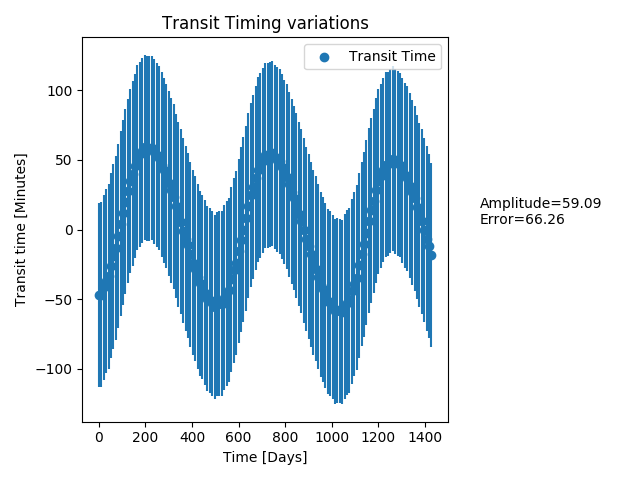 Transit Timing variations
Transit Time
100
50
0
−50
−100
Transit time [Minutes]
0 200 400 600 800 1000 1200 1400
Time [Days]
Amplitude=59.09
Error=66.26